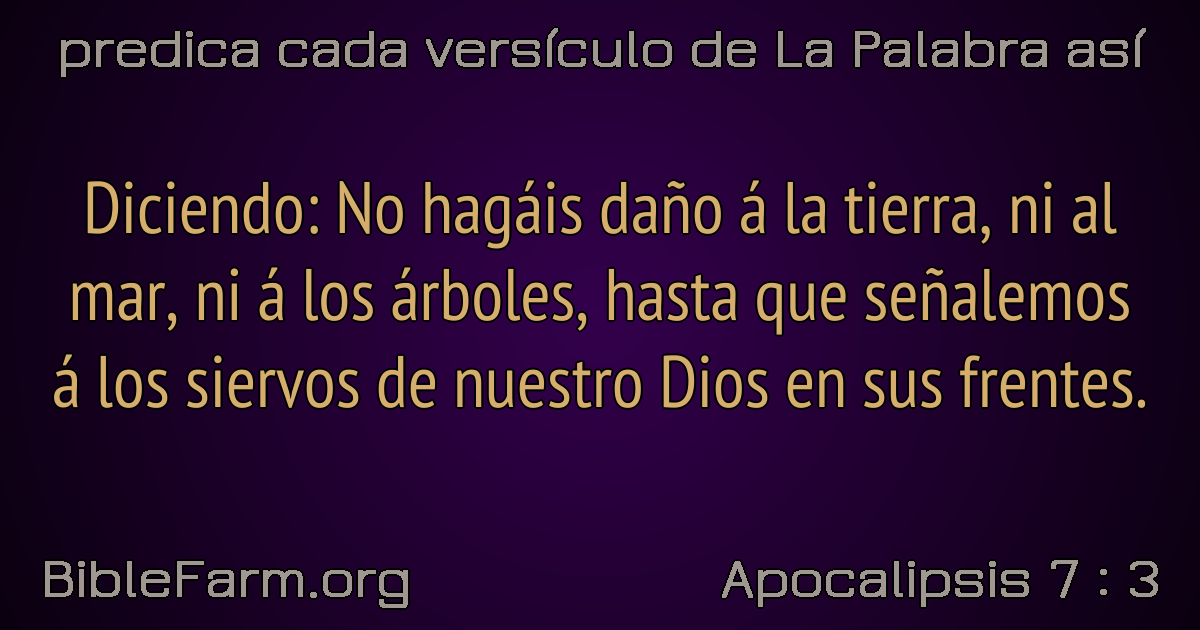 predica cada versículo de La Palabra así
Diciendo: No hagáis daño á la tierra, ni al
mar, ni á los árboles, hasta que señalemos
á los siervos de nuestro Dios en sus frentes.
BibleFarm.org
Apocalipsis 7 : 3